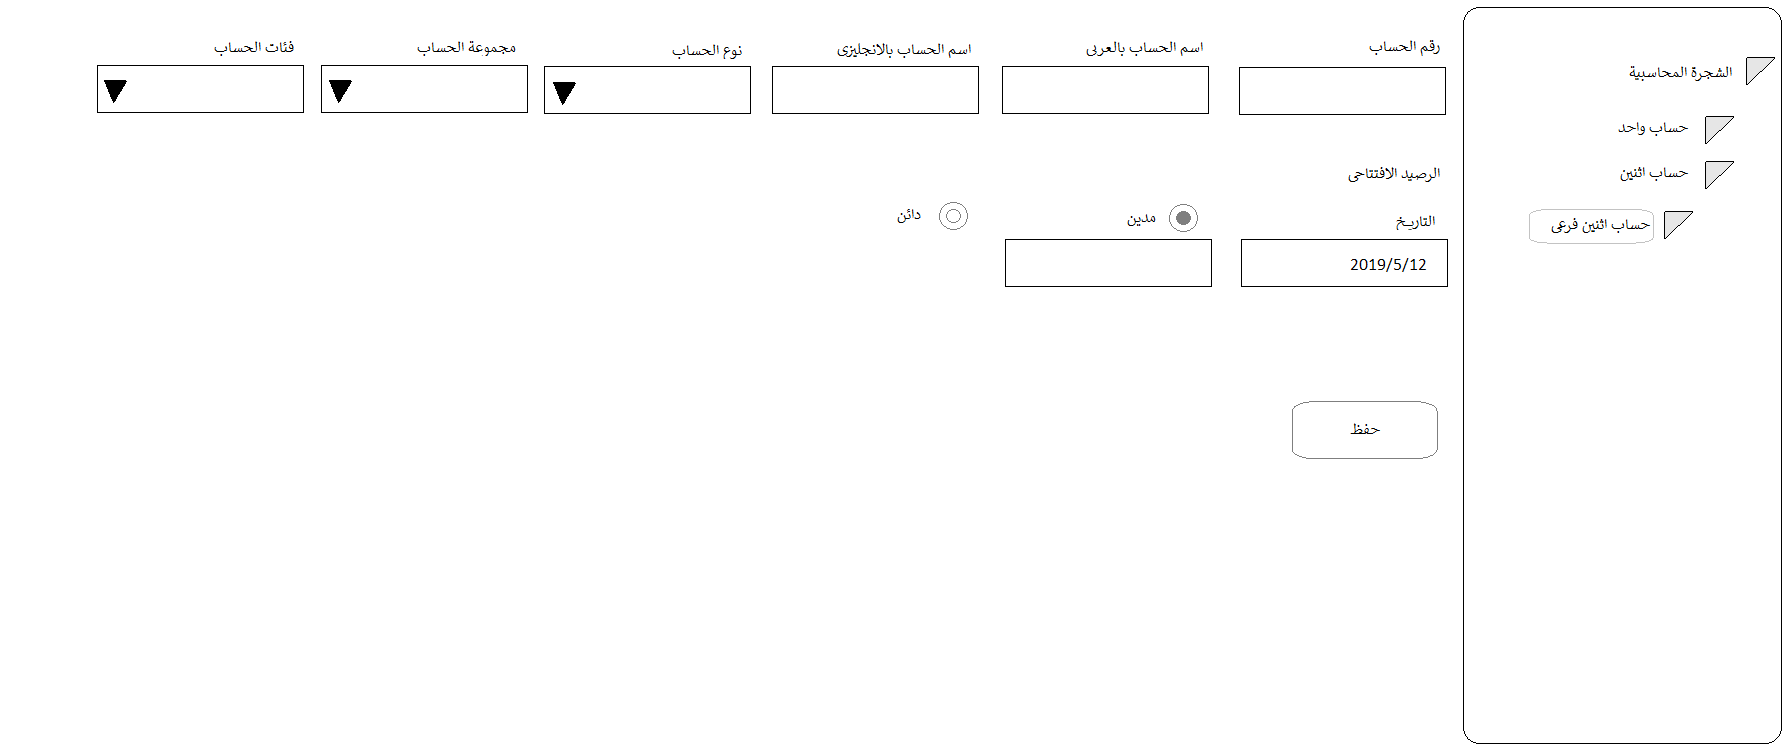 رقم الحساب
اسم الحساب بالعربى
اسم الحساب بالانجليزى
نوع الحساب
مجموعة الحساب
فئات الحساب
الشجرة المحاسبية
حساب واحد
حساب اثنين
حساب اثنين فرعى
الرصيد الافتتاحى
التاريخ
مدين
دائن
2019/5/12
حفظ